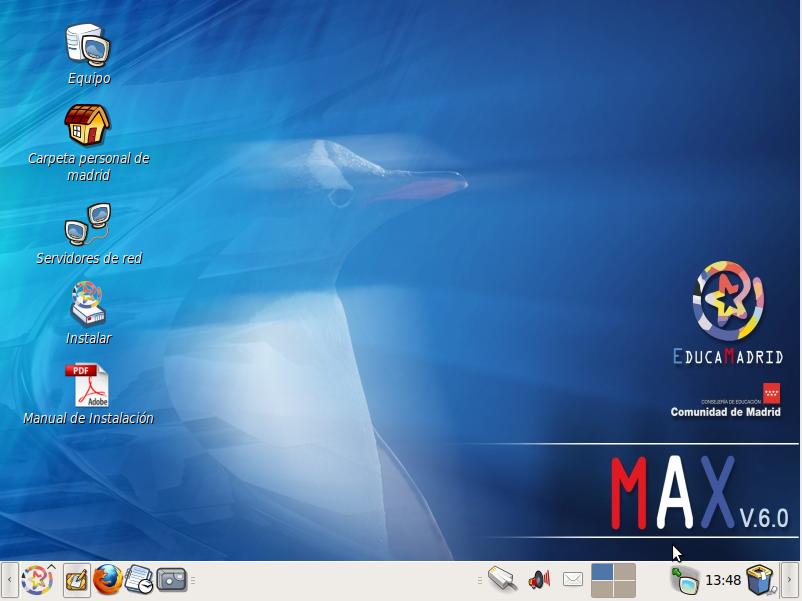 Equipo
Carpeta personal de
madrid
Servidores de red
Instalar
PDF
Adobe
Manual de Instalación
EDUCAMADRID
CONSEJERÍA DE EDUCACIÓN
Comunidad de Madrid
MAX V.6.0
13:48